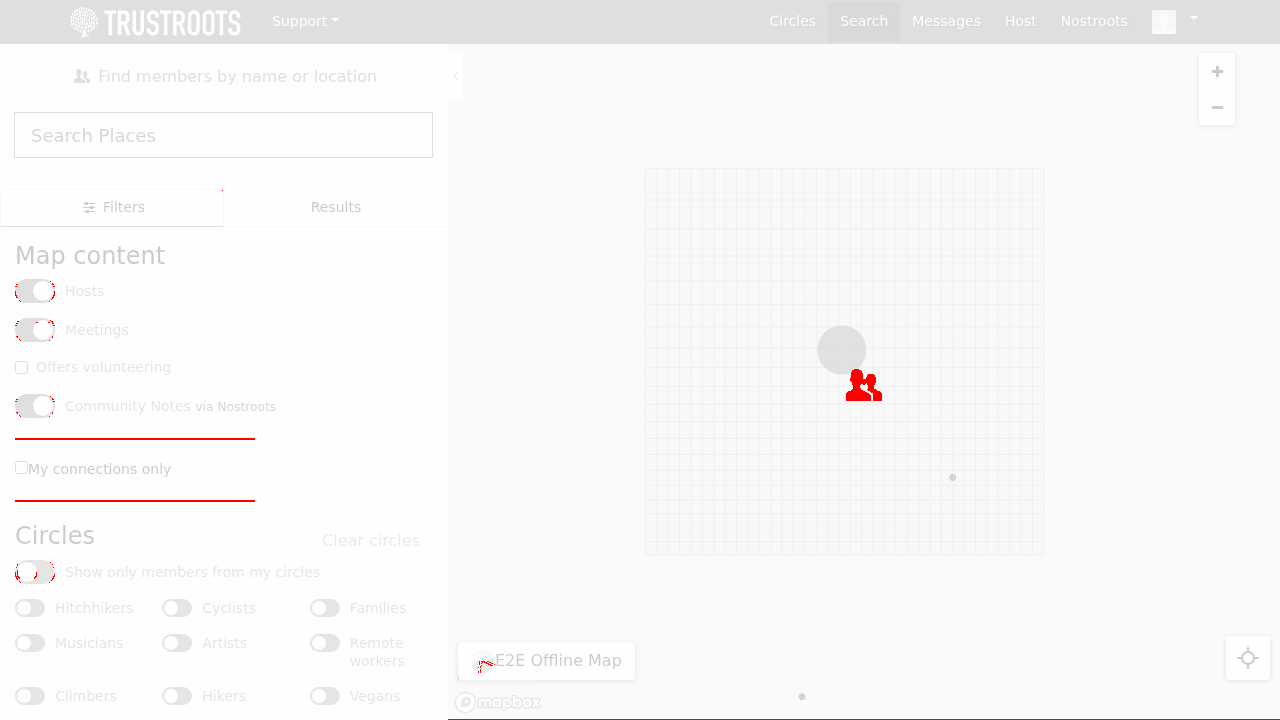 TRUSTROOTS
Support
Circles
Search
Messages
Host
Nostroots
Find members by name or location
Search Places
Filters
Results
Map content
Hosts
Meetings
Offers volunteering
Community Notes via Nostroots
My connections only
Circles
Clear circles
Show only members from my circles
Hitchhikers
Cyclists
Families
Musicians
Artists
Remote
workers
Climbers
Hikers
Vegans
E2E Offline Map
mapbox